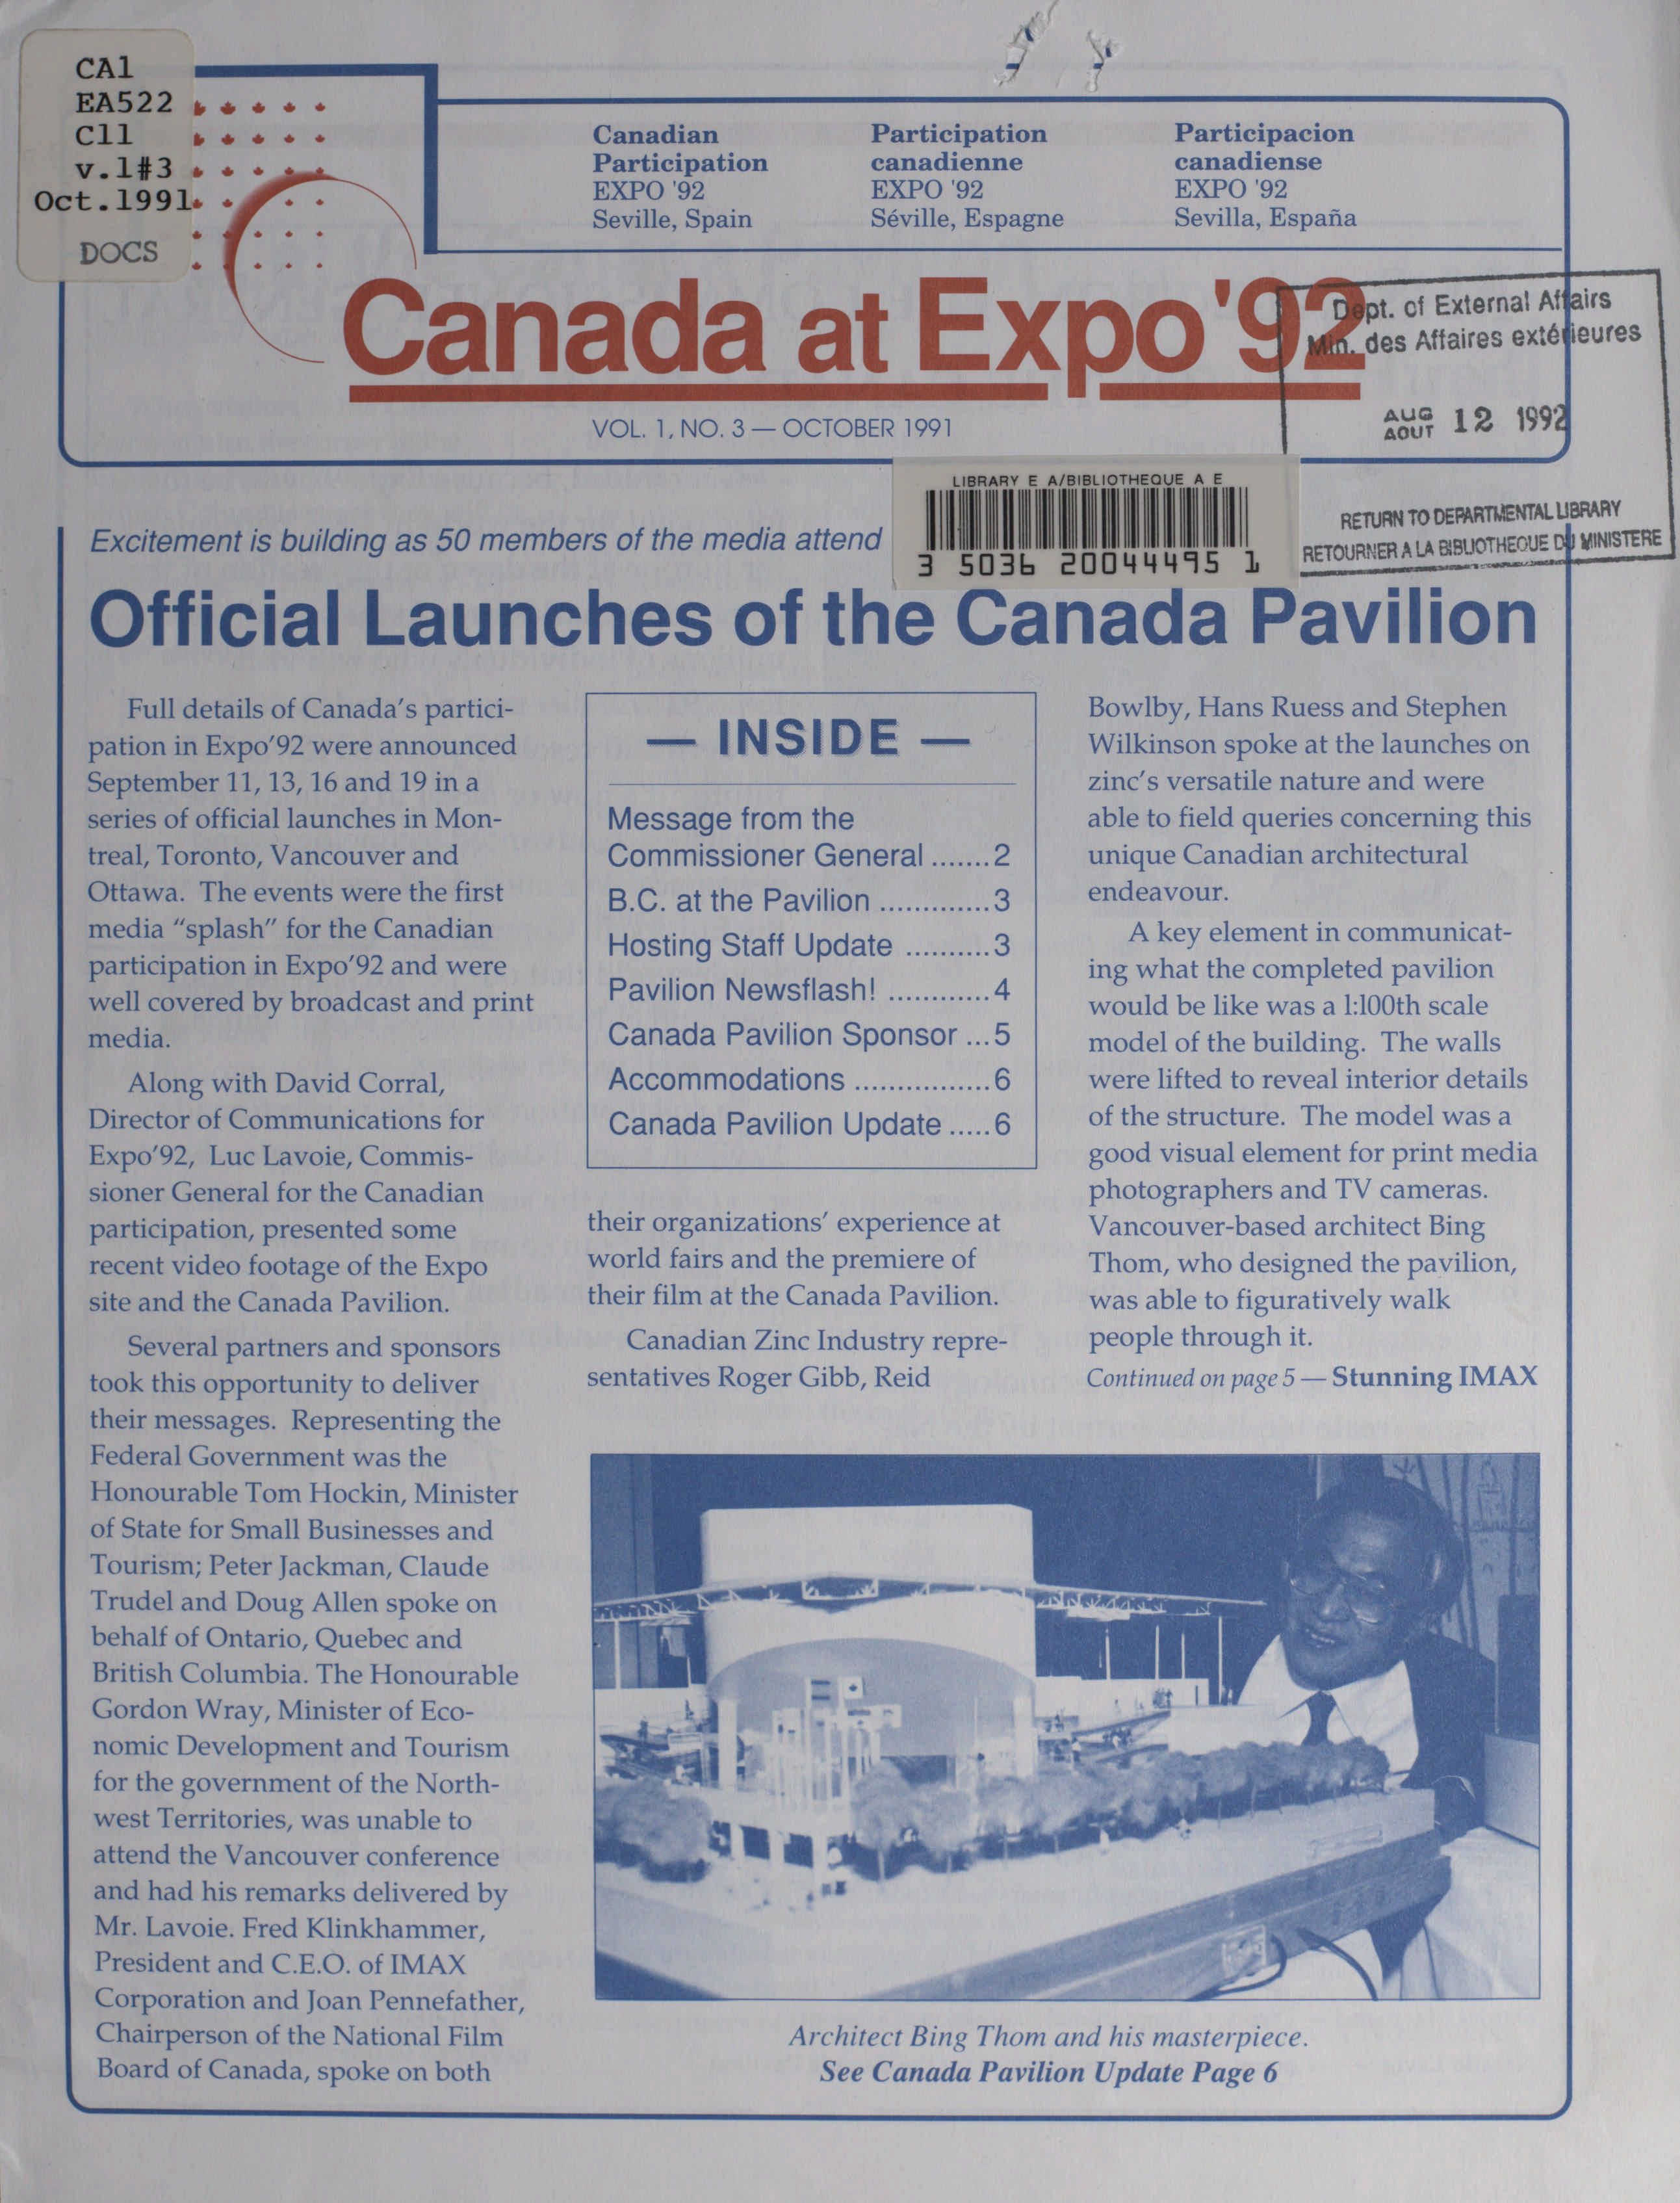 CA1
EA522
C11
v.1#3
Oct.1991
DOCS
Canadian
Participation
EXPO '92
Seville, Spain
Participation
canadienne
EXPO '92
Séville, Espagne
Participacion
canadiense
EXPO '92
Sevilla, España
Canada at Expo '92
VOL. 1, NO. 3 — OCTOBER 1991
Dept. of External Affairs
Min. des Affaires extérieures
AUG
AOUT
12 1992
RETURN TO DEPARTMENTAL LIBRARY
RETOURNER A LA BIBLIOTHEQUE DU MINISTERE
LIBRARY E A/BIBLIOTHEQUE A E
3 5036 20044495 1
Excitement is building as 50 members of the media attend
Official Launches of the Canada Pavilion
Full details of Canada's partici-
pation in Expo'92 were announced
September 11, 13, 16 and 19 in a
series of official launches in Mon-
treal, Toronto, Vancouver and
Ottawa. The events were the first
media "splash" for the Canadian
participation in Expo'92 and were
well covered by broadcast and print
media.
Along with David Corral,
Director of Communications for
Expo'92, Luc Lavoie, Commis-
sioner General for the Canadian
participation, presented some
recent video footage of the Expo
site and the Canada Pavilion.
Several partners and sponsors
took this opportunity to deliver
their messages. Representing the
Federal Government was the
Honourable Tom Hockin, Minister
of State for Small Businesses and
Tourism; Peter Jackman, Claude
Trudel and Doug Allen spoke on
behalf of Ontario, Quebec and
British Columbia. The Honourable
Gordon Wray, Minister of Eco-
nomic Development and Tourism
for the government of the North-
west Territories, was unable to
attend the Vancouver conference
and had his remarks delivered by
Mr. Lavoie. Fred Klinkhammer,
President and C.E.O. of IMAX
Corporation and Joan Pennefather,
Chairperson of the National Film
Board of Canada, spoke on both
— INSIDE —
Message from the
Commissioner General .......2
B.C. at the Pavilion .............3
Hosting Staff Update ..........3
Pavilion Newsflash! ............4
Canada Pavilion Sponsor ...5
Accommodations ................6
Canada Pavilion Update .....6
their organizations' experience at
world fairs and the premiere of
their film at the Canada Pavilion.
Canadian Zinc Industry repre-
sentatives Roger Gibb, Reid
Bowlby, Hans Ruess and Stephen
Wilkinson spoke at the launches on
zinc's versatile nature and were
able to field queries concerning this
unique Canadian architectural
endeavour.
A key element in communicat-
ing what the completed pavilion
would be like was a 1:100th scale
model of the building. The walls
were lifted to reveal interior details
of the structure. The model was a
good visual element for print media
photographers and TV cameras.
Vancouver-based architect Bing
Thom, who designed the pavilion,
was able to figuratively walk
people through it.
Continued on page 5 — Stunning IMAX
Architect Bing Thom and his masterpiece.
See Canada Pavilion Update Page 6